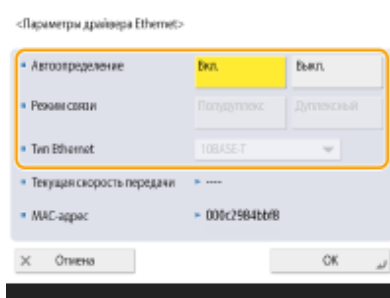 <Параметры драйвера Ethernet>
Автоопределение Вкл. Выкл.
Режим связи Полудуплекс Дуплексный
Тип Ethernet 10BASE-T
Текущая скорость передачи ----
MAC-адрес 000c2984bbf8
× Отмена OK